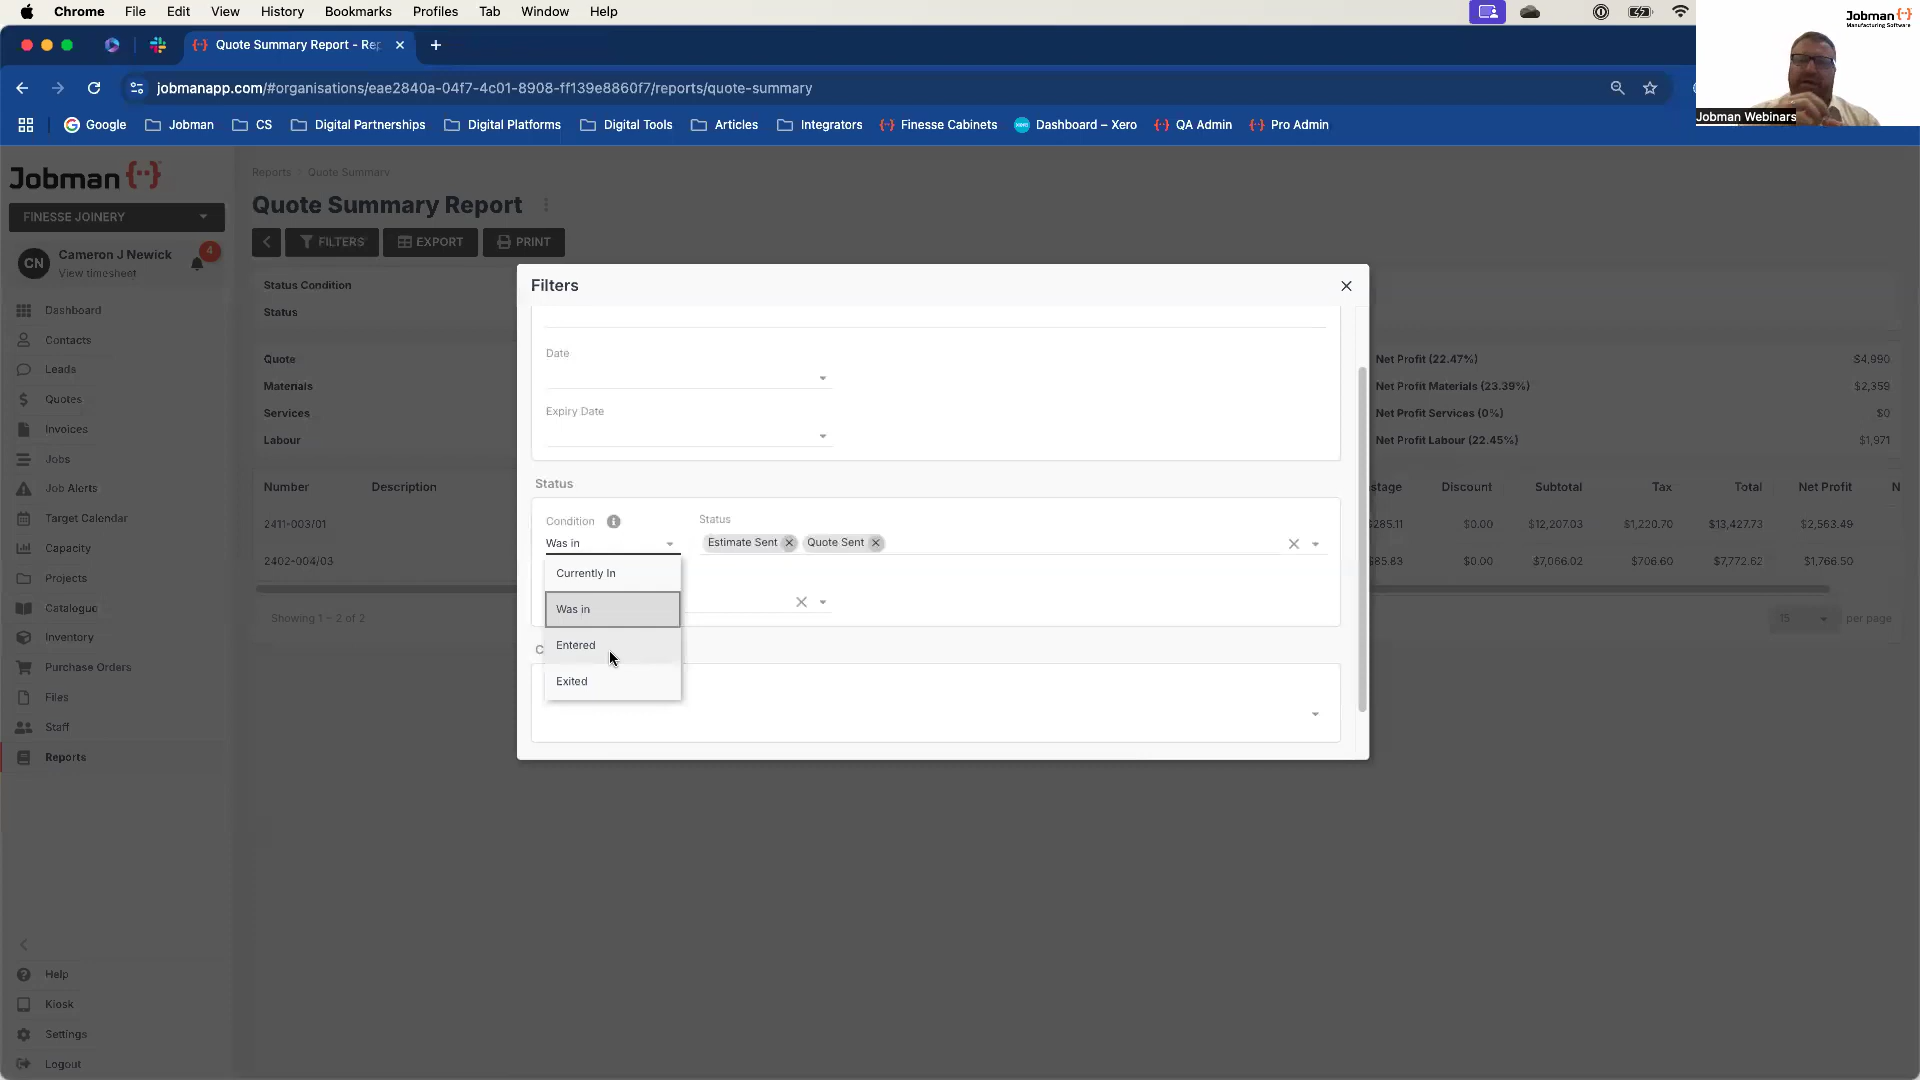 Chrome File Edit View History Bookmarks Profiles Tab Window Help
Jobman
Manufacturing Software
Quote Summary Report - Rep
jobmanapp.com/#organisations/eae2840a-04f7-4c01-8908-ff139e8860f7/reports/quote-summary
Google Jobman CS Digital Partnerships Digital Platforms Digital Tools Articles Integrators Finesse Cabinets Dashboard – Xero QA Admin Pro Admin
Jobman Webinars
Jobman
FINESSE JOINERY
CN
Cameron J Newick
View timesheet
4
Dashboard
Contacts
Leads
Quotes
Invoices
Jobs
Job Alerts
Target Calendar
Capacity
Projects
Catalogue
Inventory
Purchase Orders
Files
Staff
Reports
Help
Kiosk
Settings
Logout
Reports Quote Summary
Quote Summary Report
FILTERS EXPORT PRINT
Status Condition
Status
Quote
Materials
Services
Labour
Net Profit (22.47%) $4,990
Net Profit Materials (23.39%) $2,359
Net Profit Services (0%) $0
Net Profit Labour (22.45%) $1,971
Number Description stage Discount Subtotal Tax Total Net Profit N
2411-003/01 $285.11 $0.00 $12,207.03 $1,220.70 $13,427.73 $2,563.49
2402-004/03 $85.83 $0.00 $7,066.02 $706.60 $7,772.62 $1,766.50
Showing 1 – 2 of 2
15 per page
Filters
Date
Expiry Date
Status
Condition Status
Was in Estimate Sent Quote Sent
Currently In
Was in
Entered
Exited
C